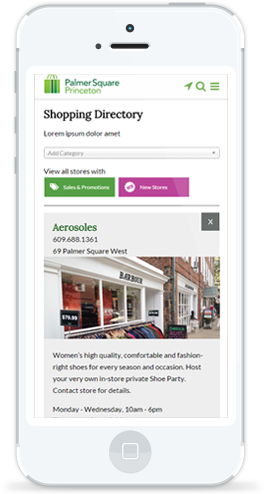 Palmer Square
Princeton
Shopping Directory
Lorem ipsum dolor amet
Add Category
View all stores with
Sales & Promotions
New Stores
X
Aerosoles
609.688.1361
69 Palmer Square West
BARBOUR
$79.99
Women's high quality, comfortable and fashion-
right shoes for every season and occasion. Host
your very own in-store private Shoe Party.
Contact store for details.
Monday - Wednesday, 10am - 6pm